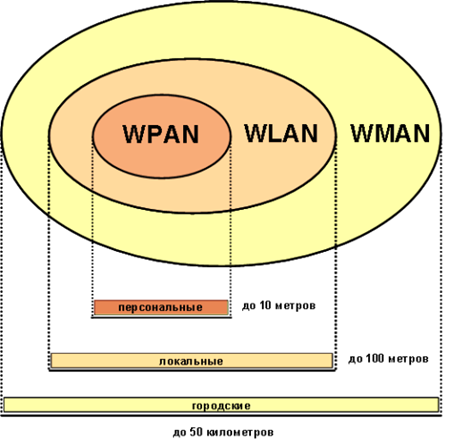 WPAN WLAN WMAN
персональные до 10 метров
локальные до 100 метров
городские
до 50 километров